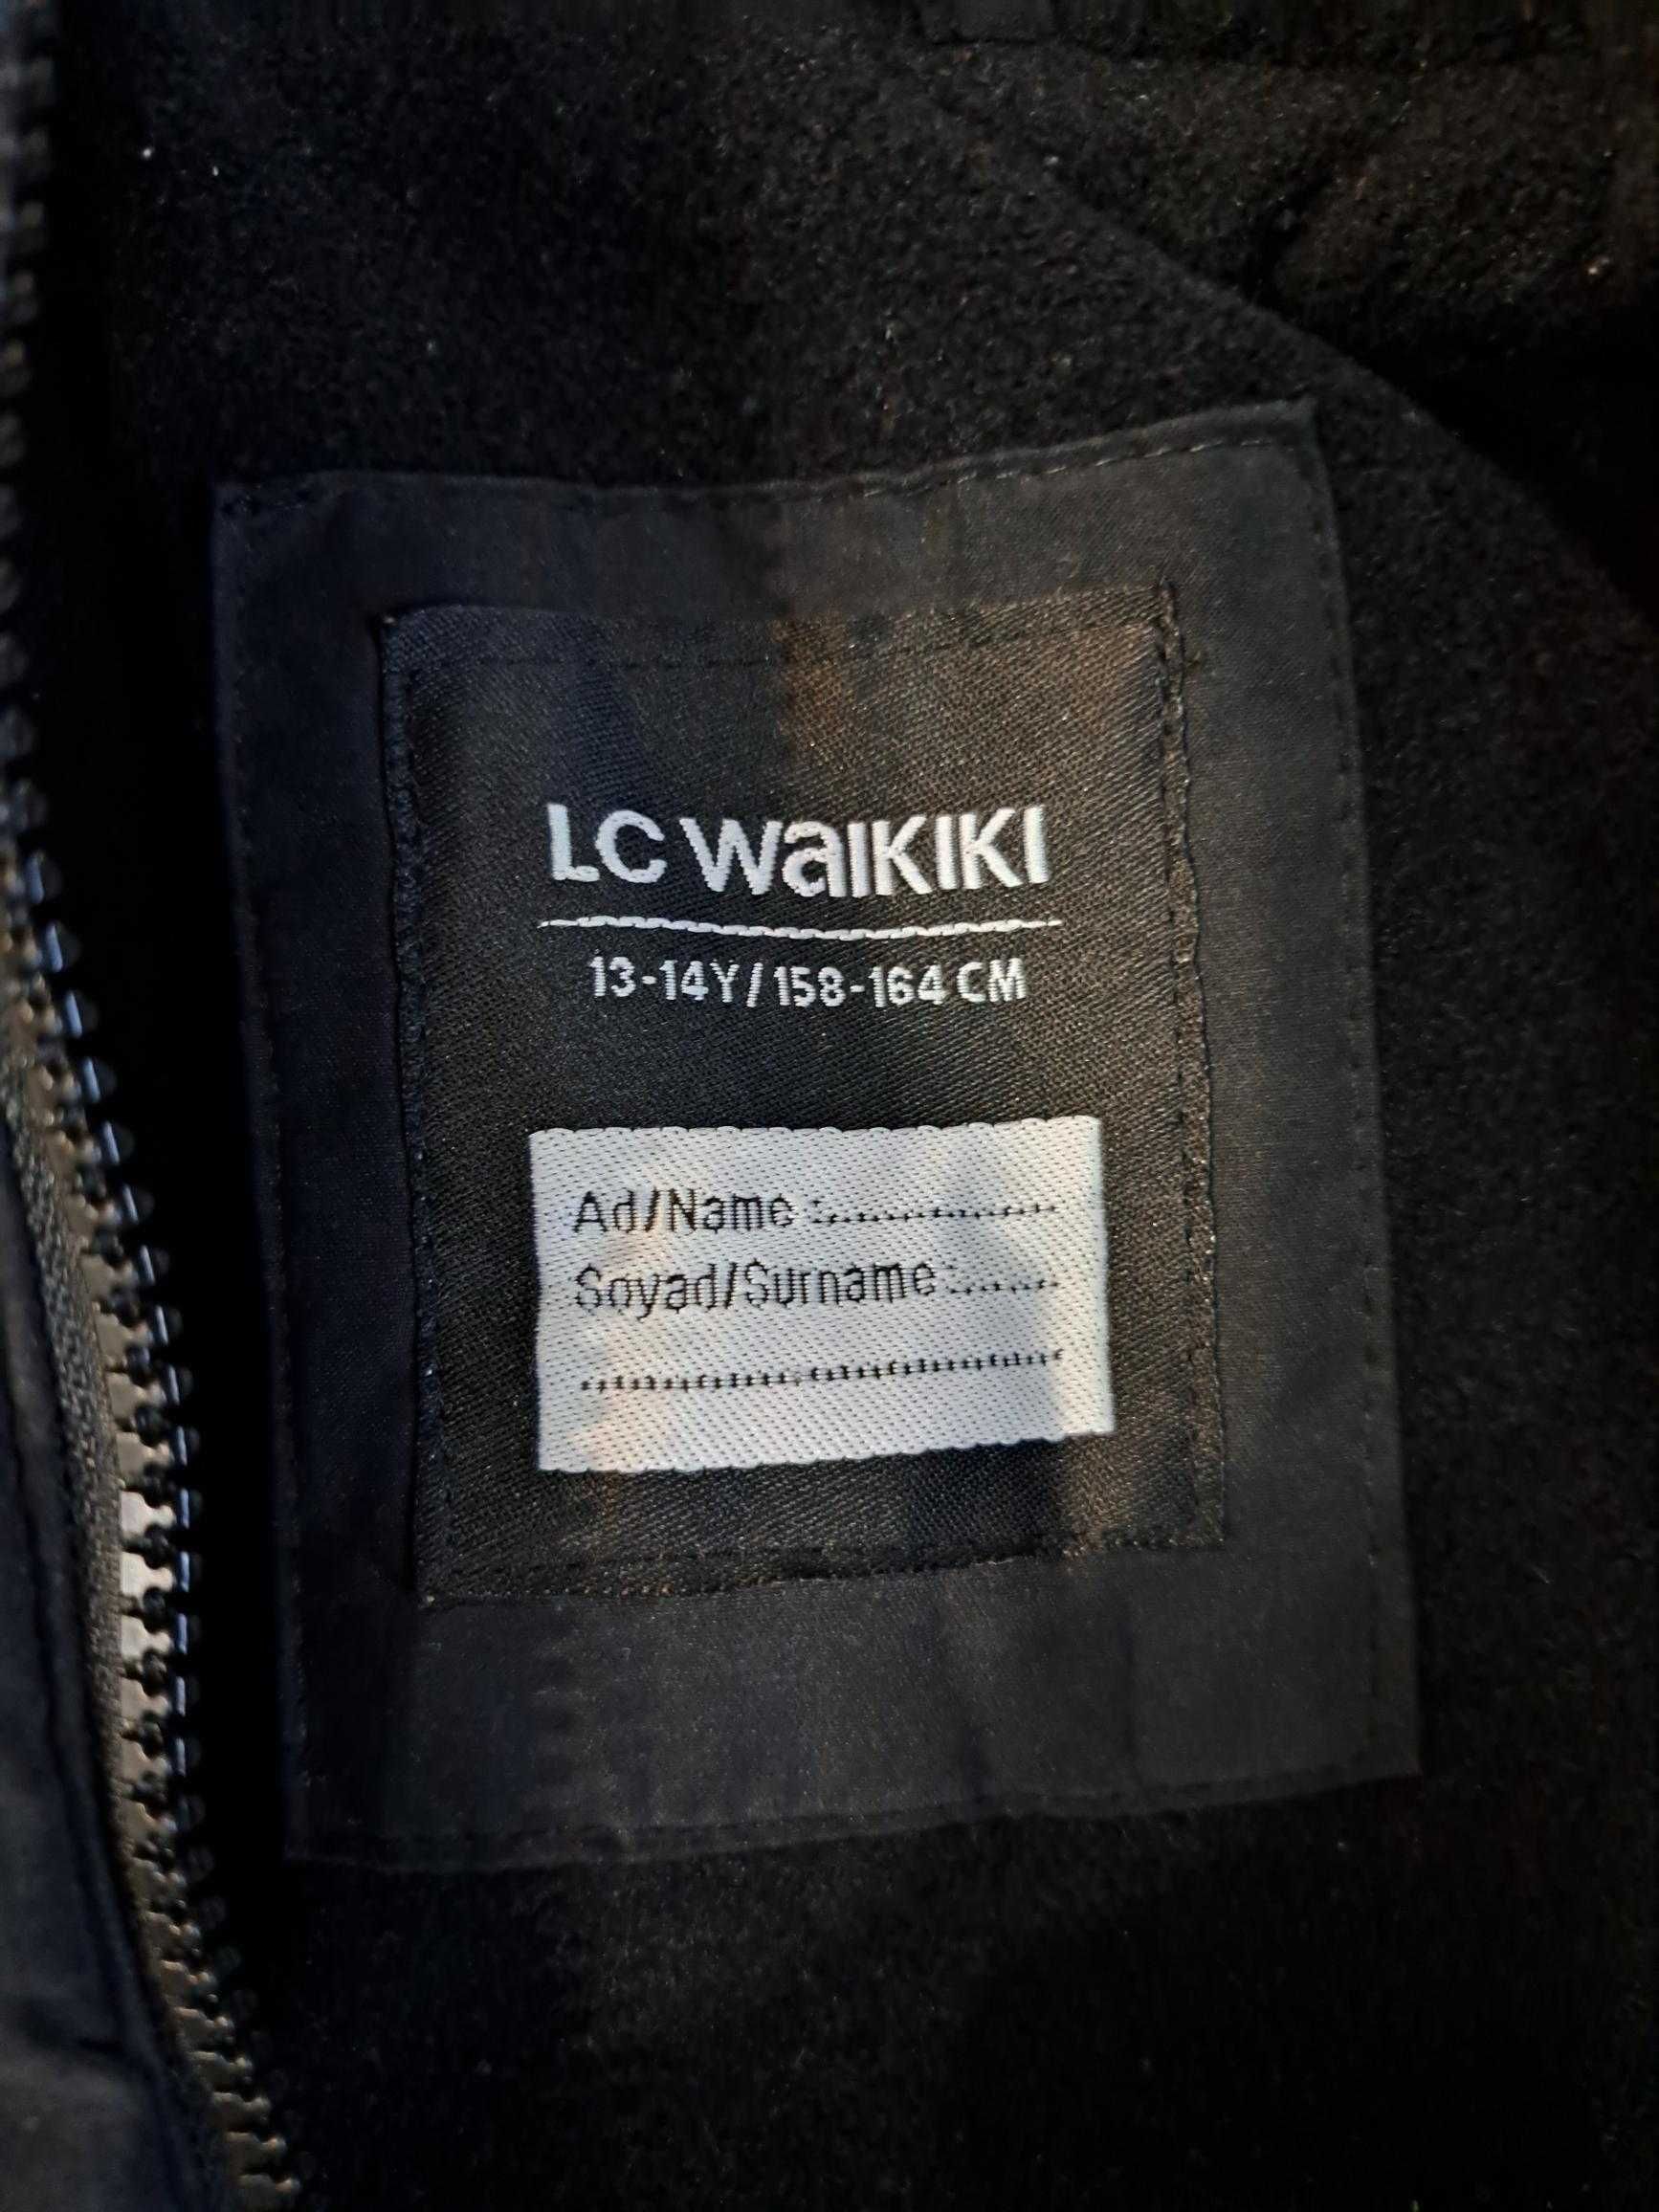 LC WAIKIKI
13-14Y/158-164 CM
Ad/Name :................
Soyad/Surname :......
........................................